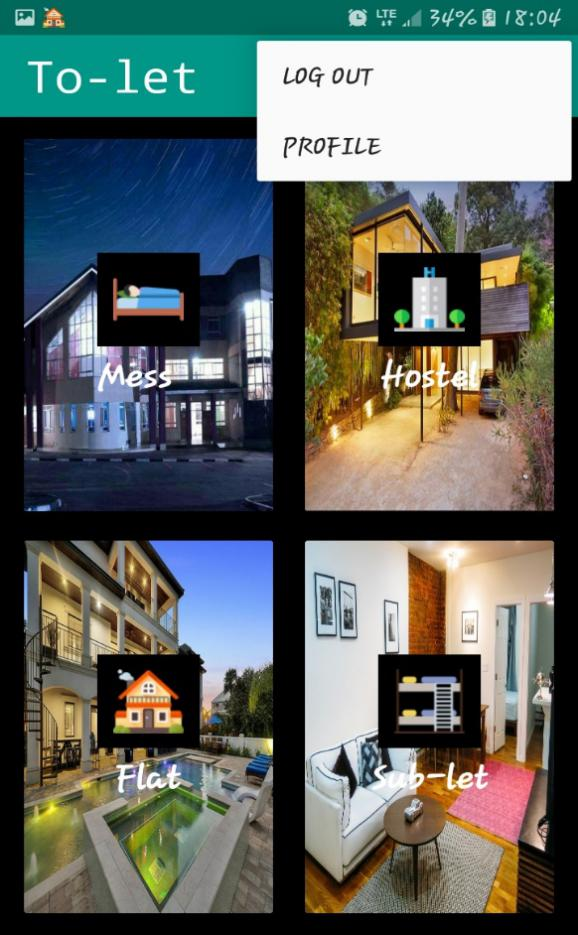 LTE 34% 18:04
To-let
LOG OUT
PROFILE
Mess
H
Hostel
Flat
Sub-let